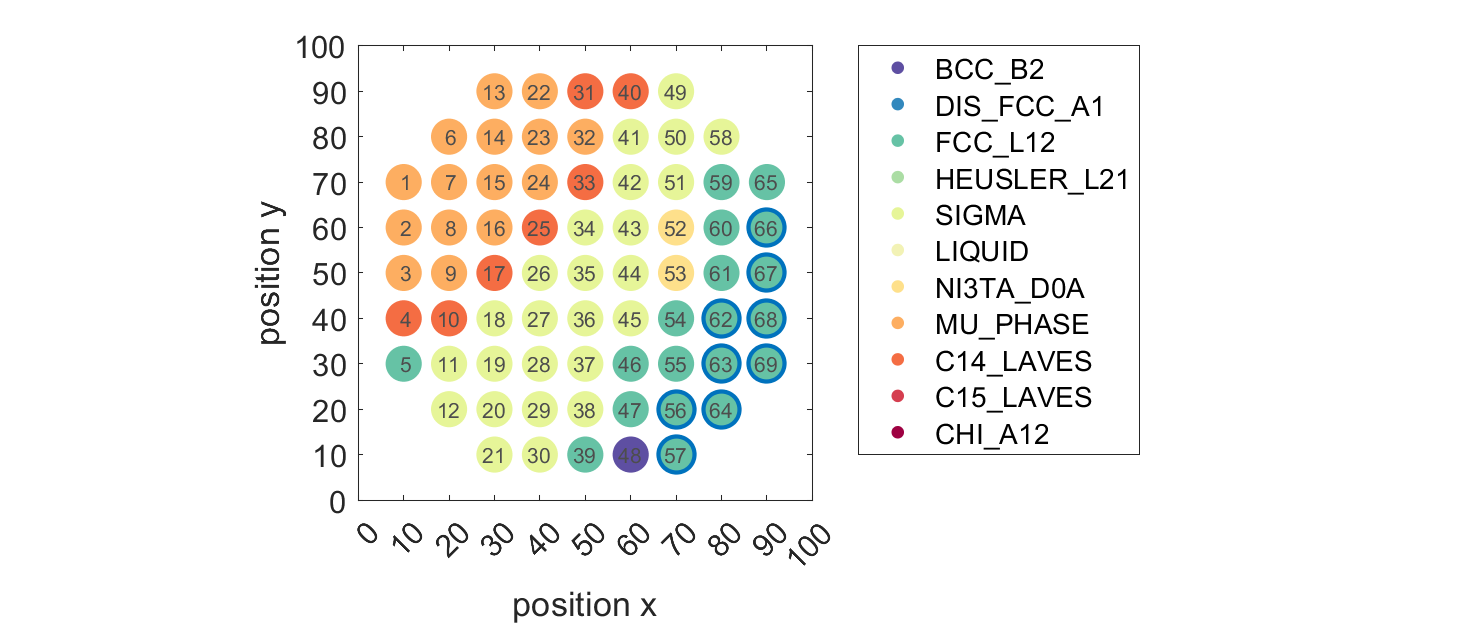 100
90
80
70
60
50
40
30
20
10
0
position y
13 22 31 40 49
6 14 23 32 41 50 58
1 7 15 24 33 42 51 59 65
2 8 16 25 34 43 52 60 66
3 9 17 26 35 44 53 61 67
4 10 18 27 36 45 54 62 68
5 11 19 28 37 46 55 63 69
12 20 29 38 47 56 64
21 30 39 48 57
0 10 20 30 40 50 60 70 80 90 100
position x
BCC_B2
DIS_FCC_A1
FCC_L12
HEUSLER_L21
SIGMA
LIQUID
NI3TA_D0A
MU_PHASE
C14_LAVES
C15_LAVES
CHI_A12